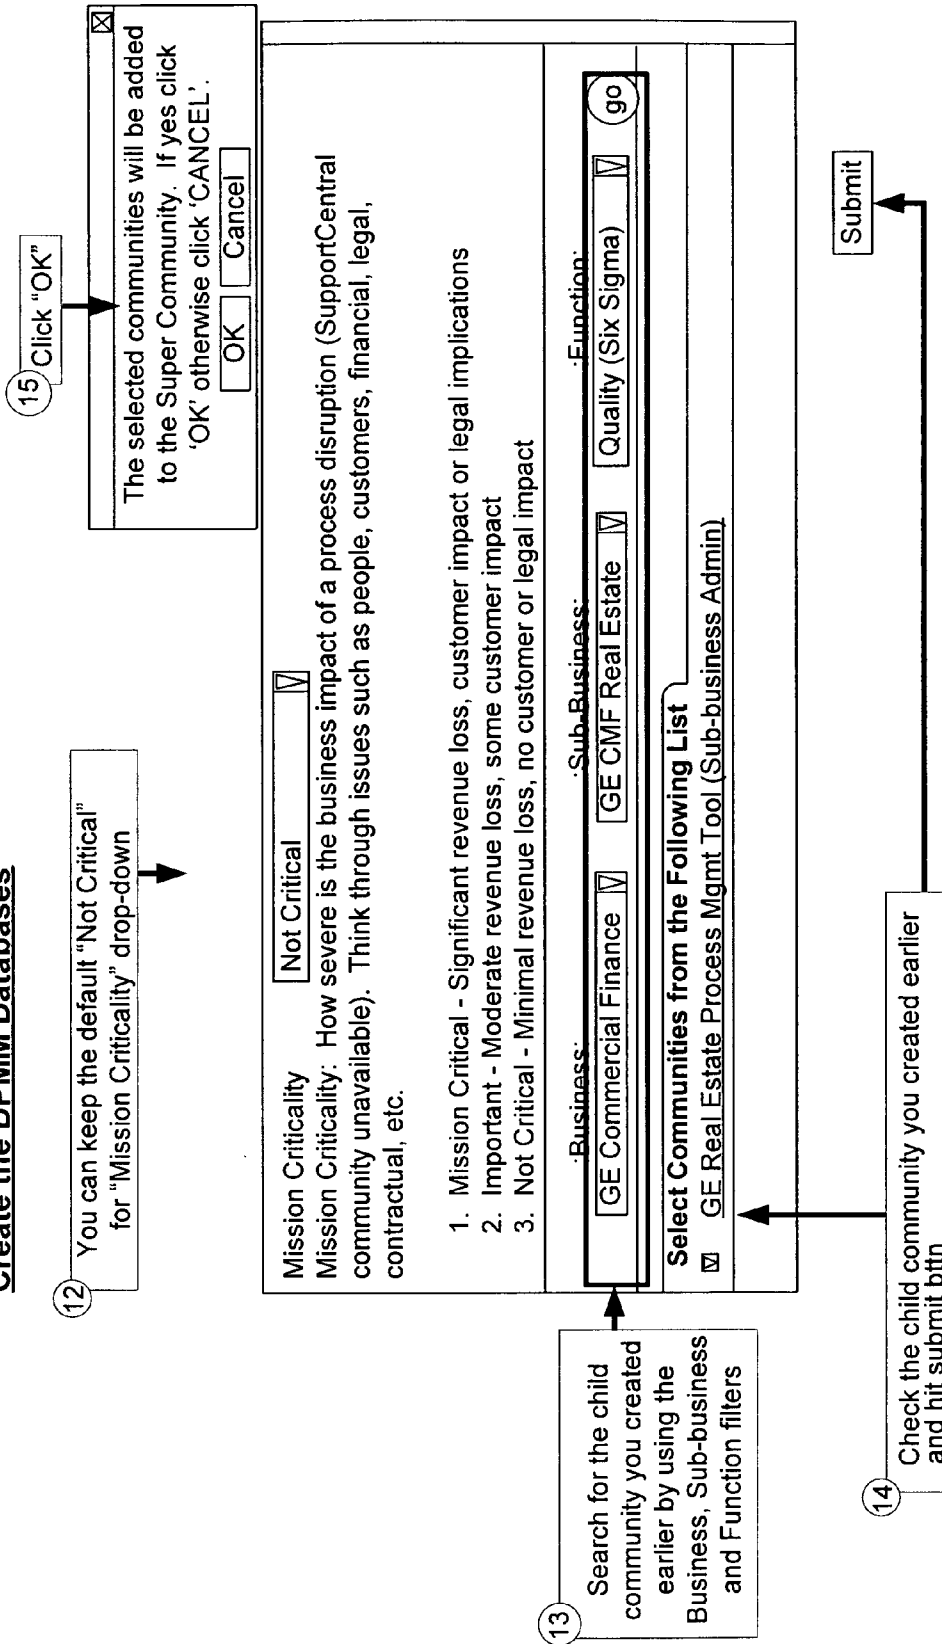 Create the DPMM Databases
12
You can keep the default "Not Critical"
for "Mission Criticality" drop-down
15
Click "OK"
The selected communities will be added
to the Super Community. If yes click
'OK' otherwise click 'CANCEL'.
OK Cancel
Mission Criticality Not Critical
Mission Criticality: How severe is the business impact of a process disruption (SupportCentral
community unavailable). Think through issues such as people, customers, financial, legal,
contractual, etc.
1. Mission Critical - Significant revenue loss, customer impact or legal implications
2. Important - Moderate revenue loss, some customer impact
3. Not Critical - Minimal revenue loss, no customer or legal impact
13
Search for the child
community you created
earlier by using the
Business, Sub-business
and Function filters
·Business: ·Sub-Business: ·Function:
GE Commercial Finance GE CMF Real Estate Quality (Six Sigma) go
Select Communities from the Following List
GE Real Estate Process Mgmt Tool (Sub-business Admin)
14
Check the child community you created earlier
and hit submit bttn
Submit